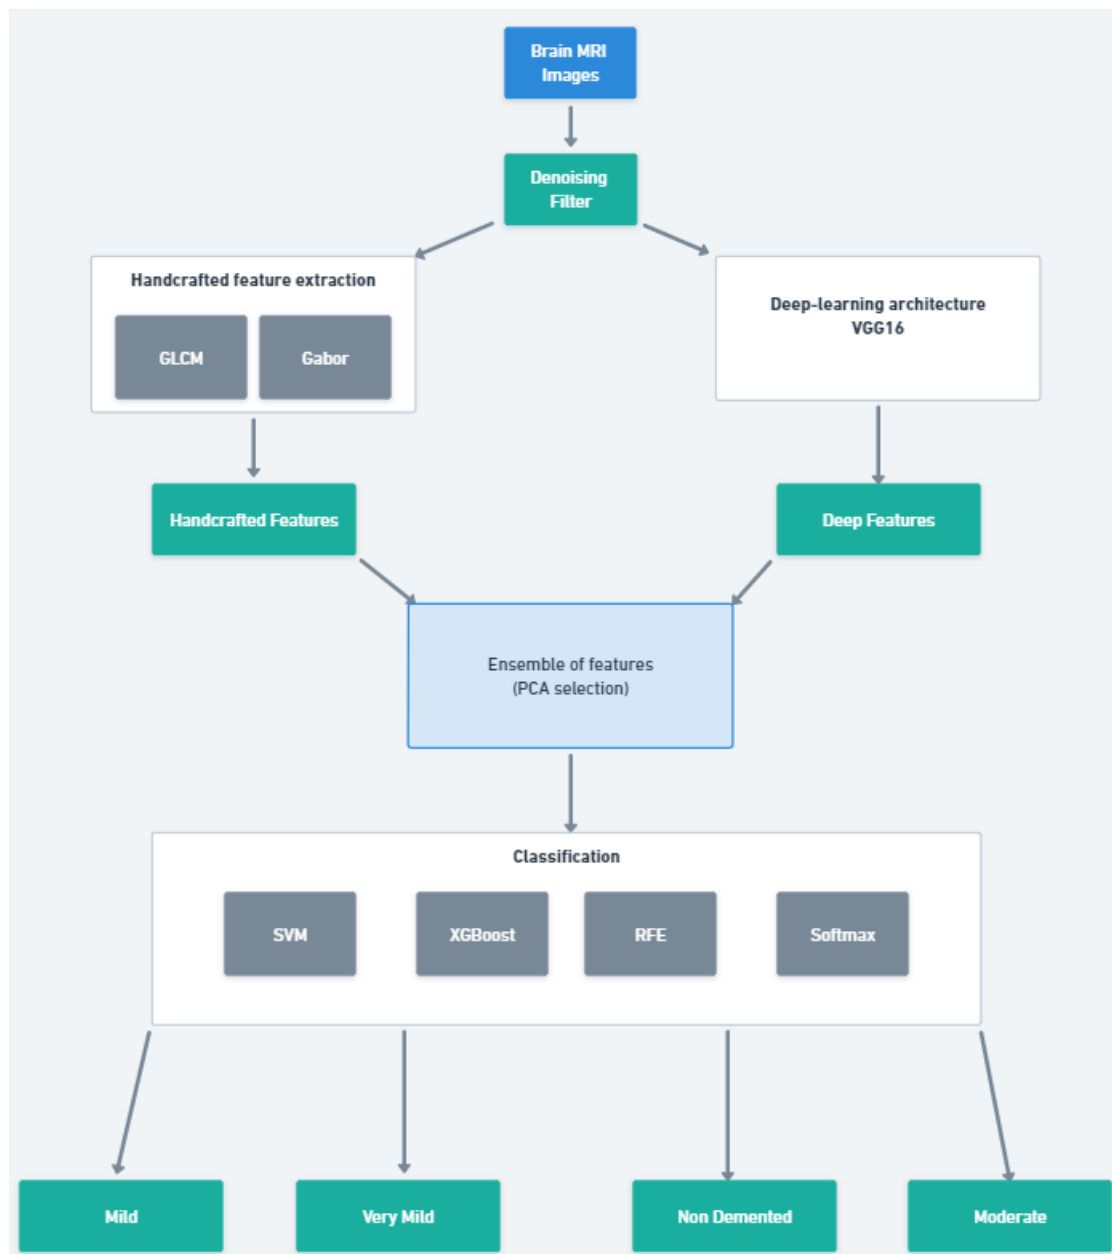 Brain MRI
Images
Denoising
Filter
Handcrafted feature extraction
GLCM
Gabor
Deep-learning architecture
VGG16
Handcrafted Features
Deep Features
Ensemble of features
(PCA selection)
Classification
SVM
XGBoost
RFE
Softmax
Mild
Very Mild
Non Demented
Moderate